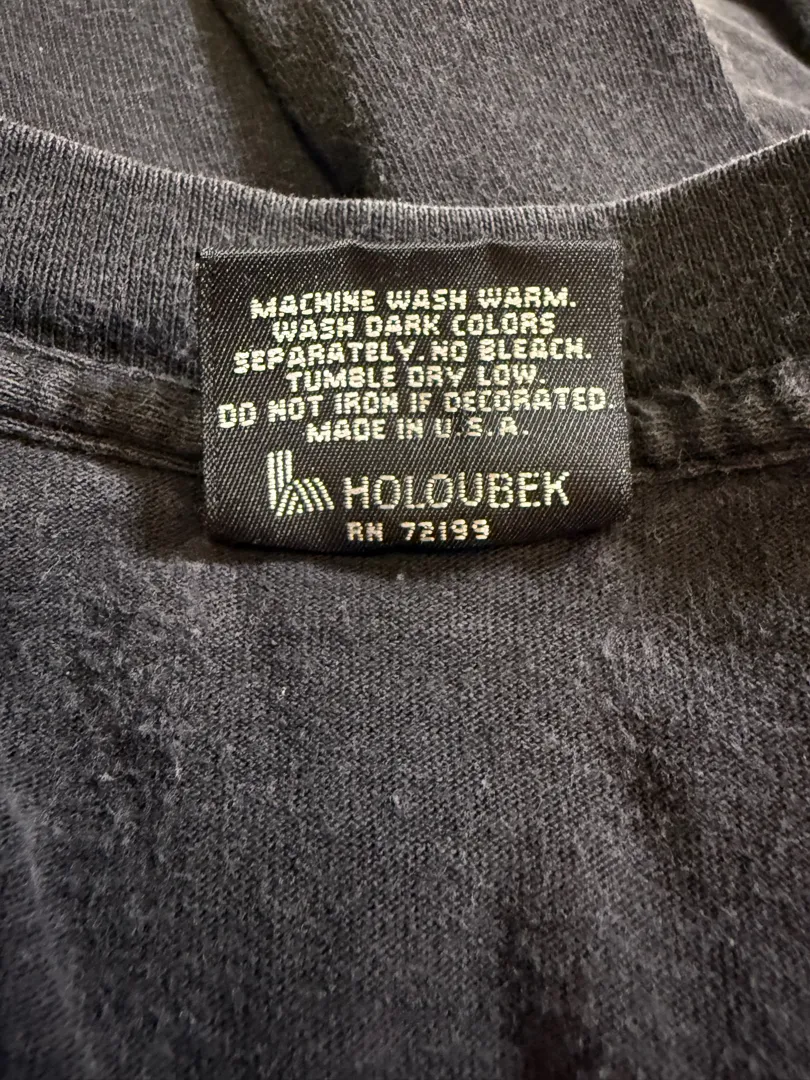 MACHINE WASH WARM.
WASH DARK COLORS
SEPARATELY. NO BLEACH.
TUMBLE DRY LOW.
DO NOT IRON IF DECORATED.
MADE IN U.S.A.
HOLOUBEK
RN 72199